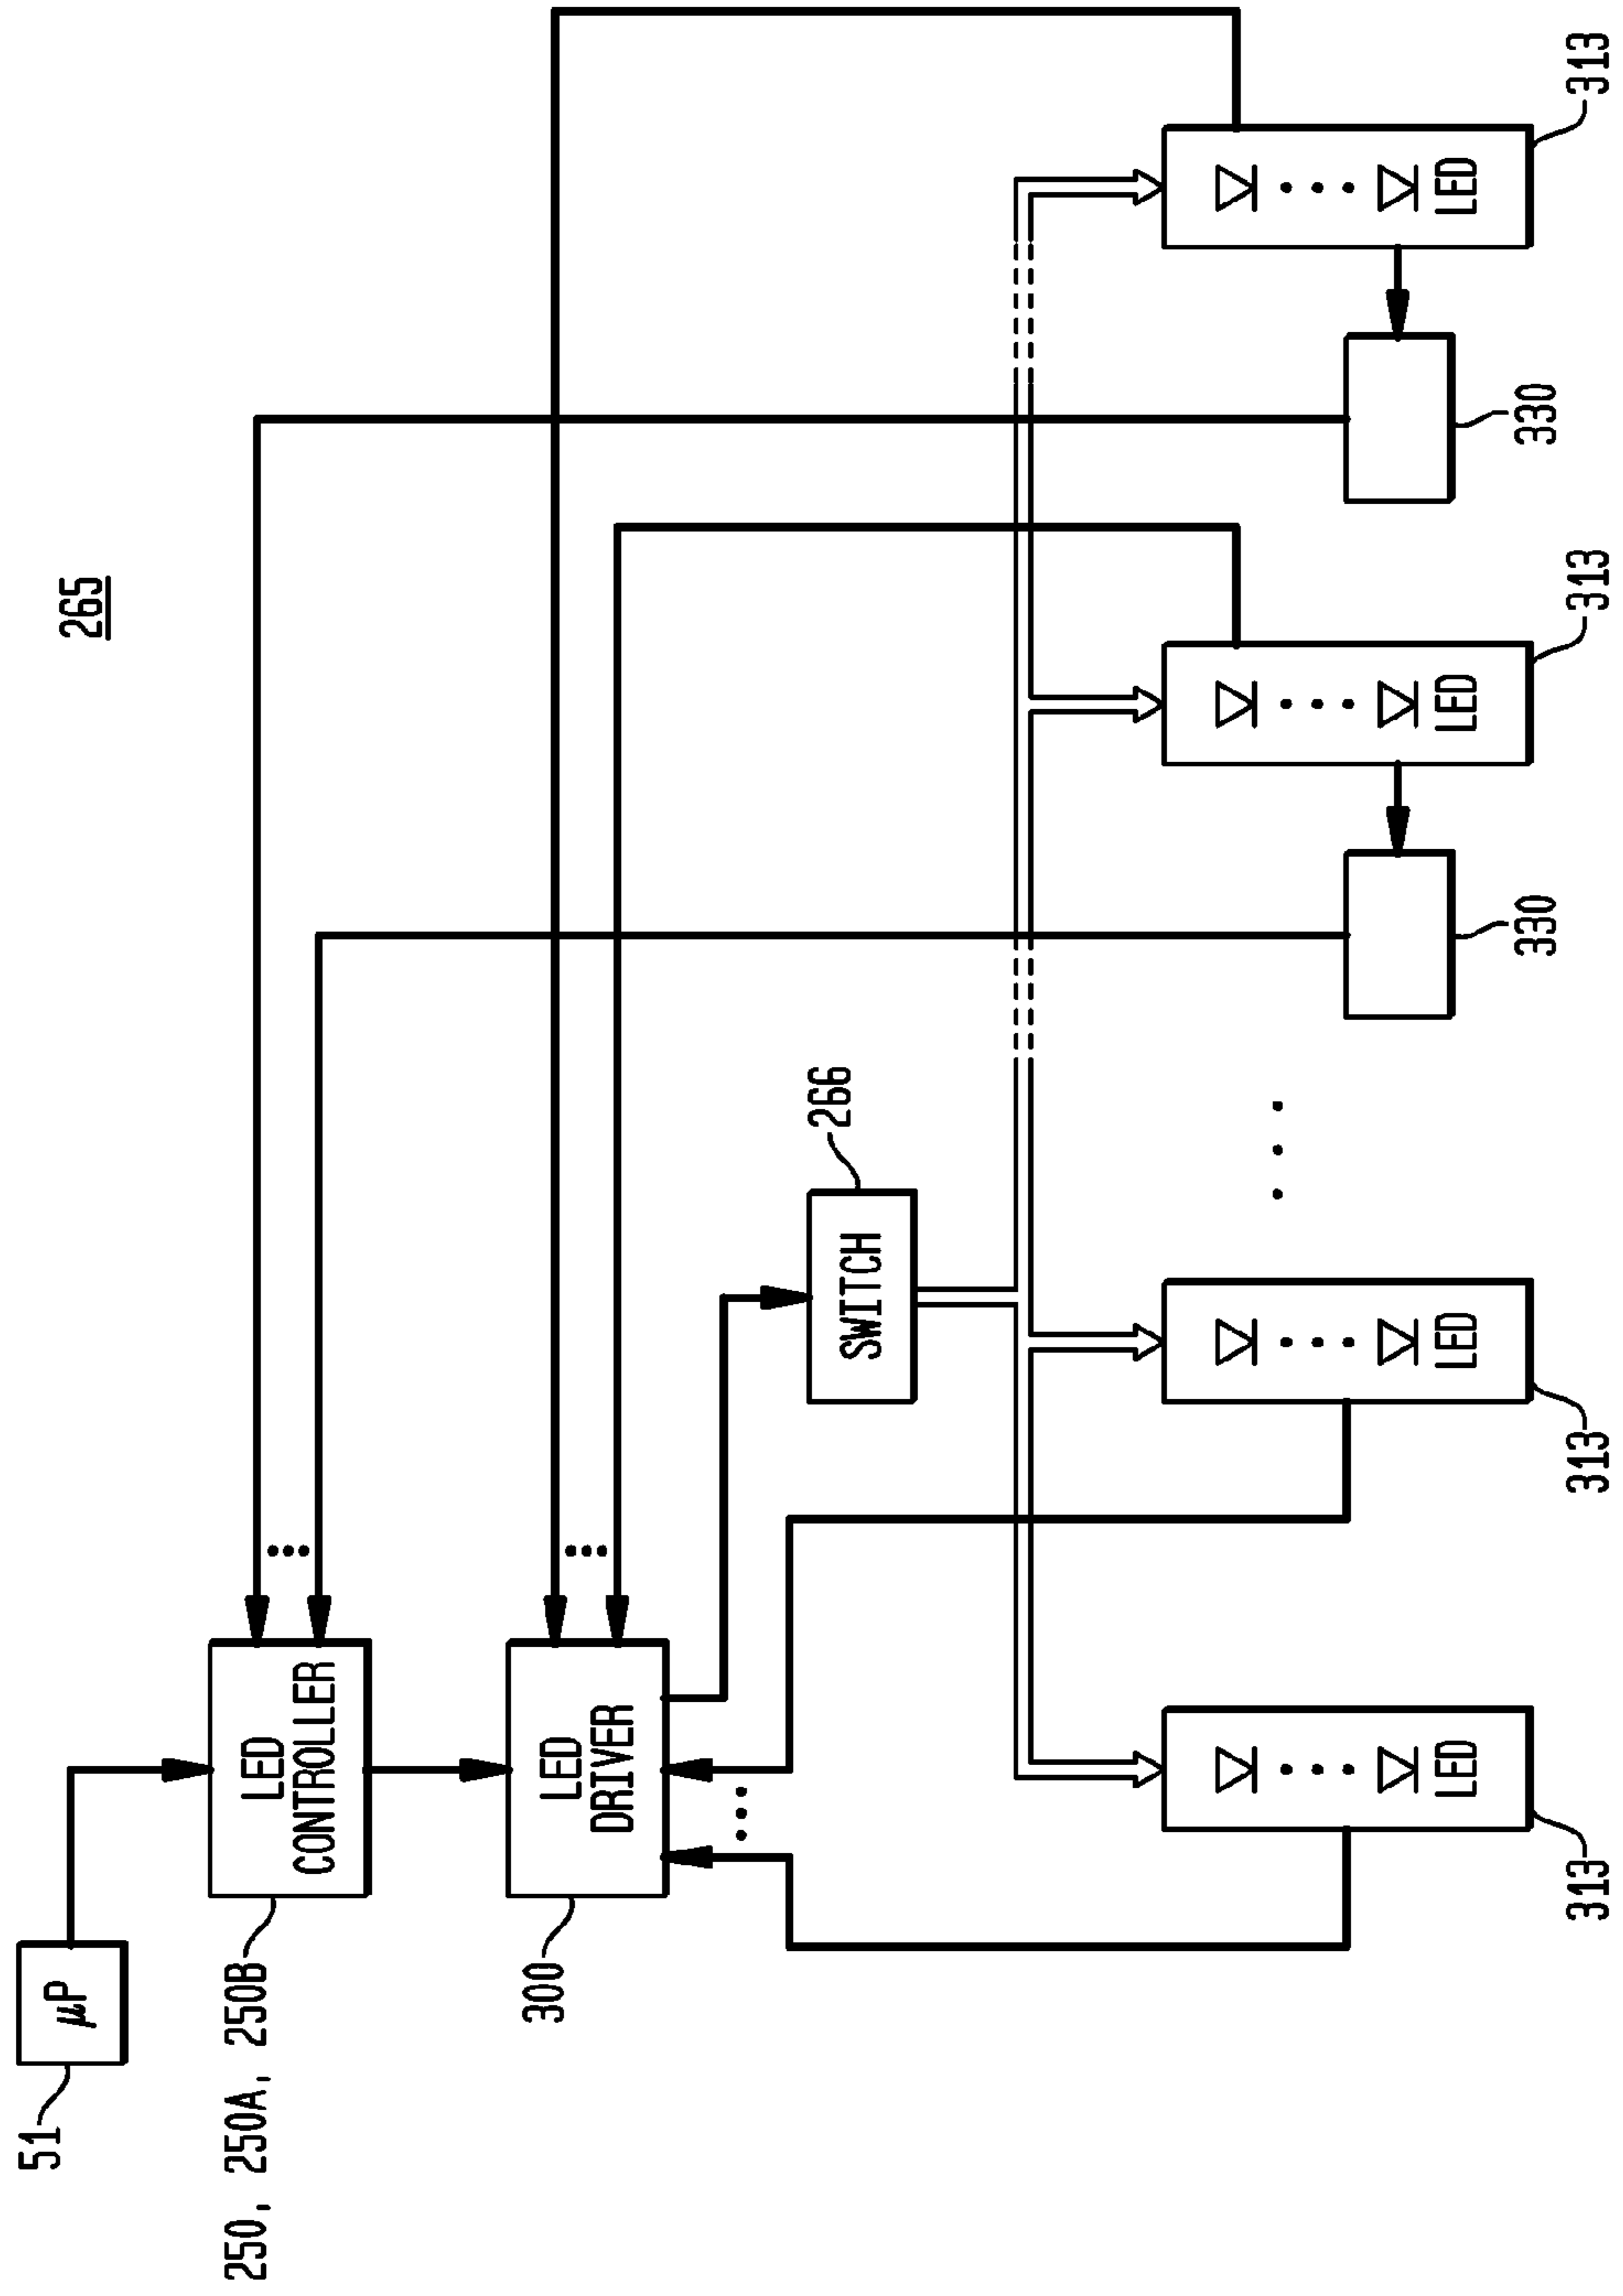 265
51
μP
250, 250A, 250B
LED
CONTROLLER
300
LED
DRIVER
SWITCH
266
LED
LED
LED
LED
330
330
313
313
313
313